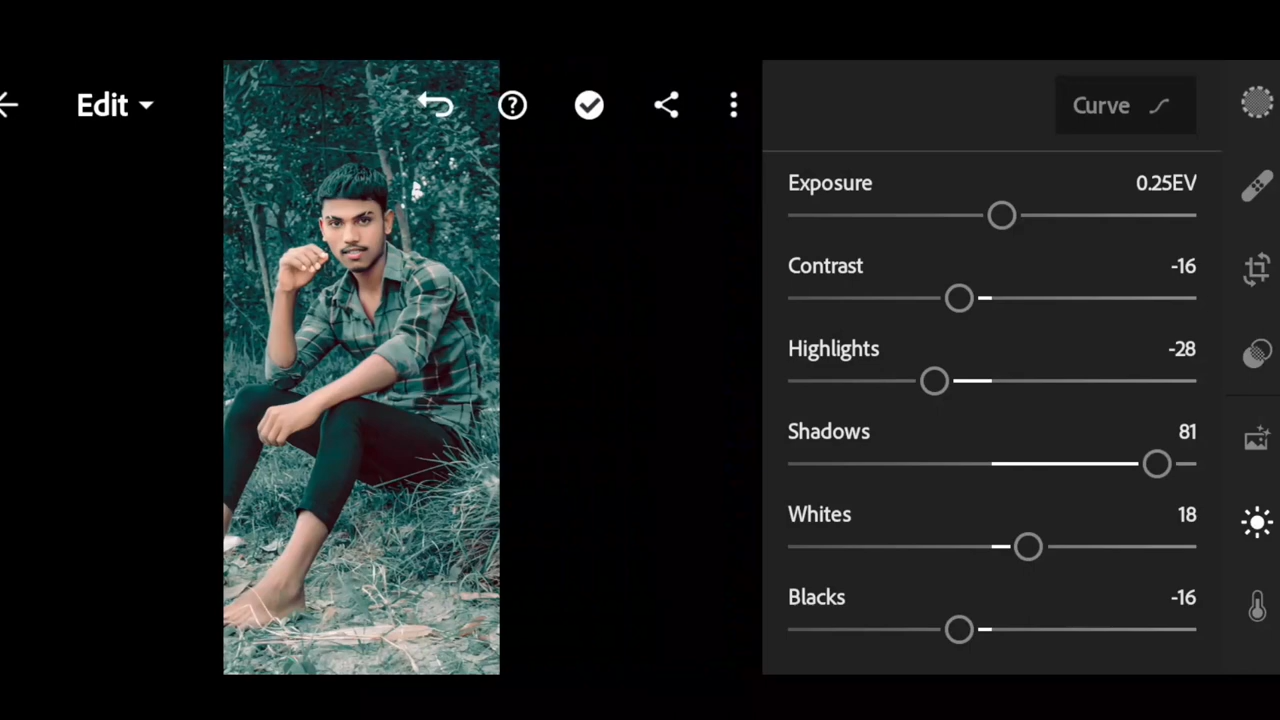 Edit
Curve
Exposure 0.25EV
Contrast -16
Highlights -28
Shadows 81
Whites 18
Blacks -16